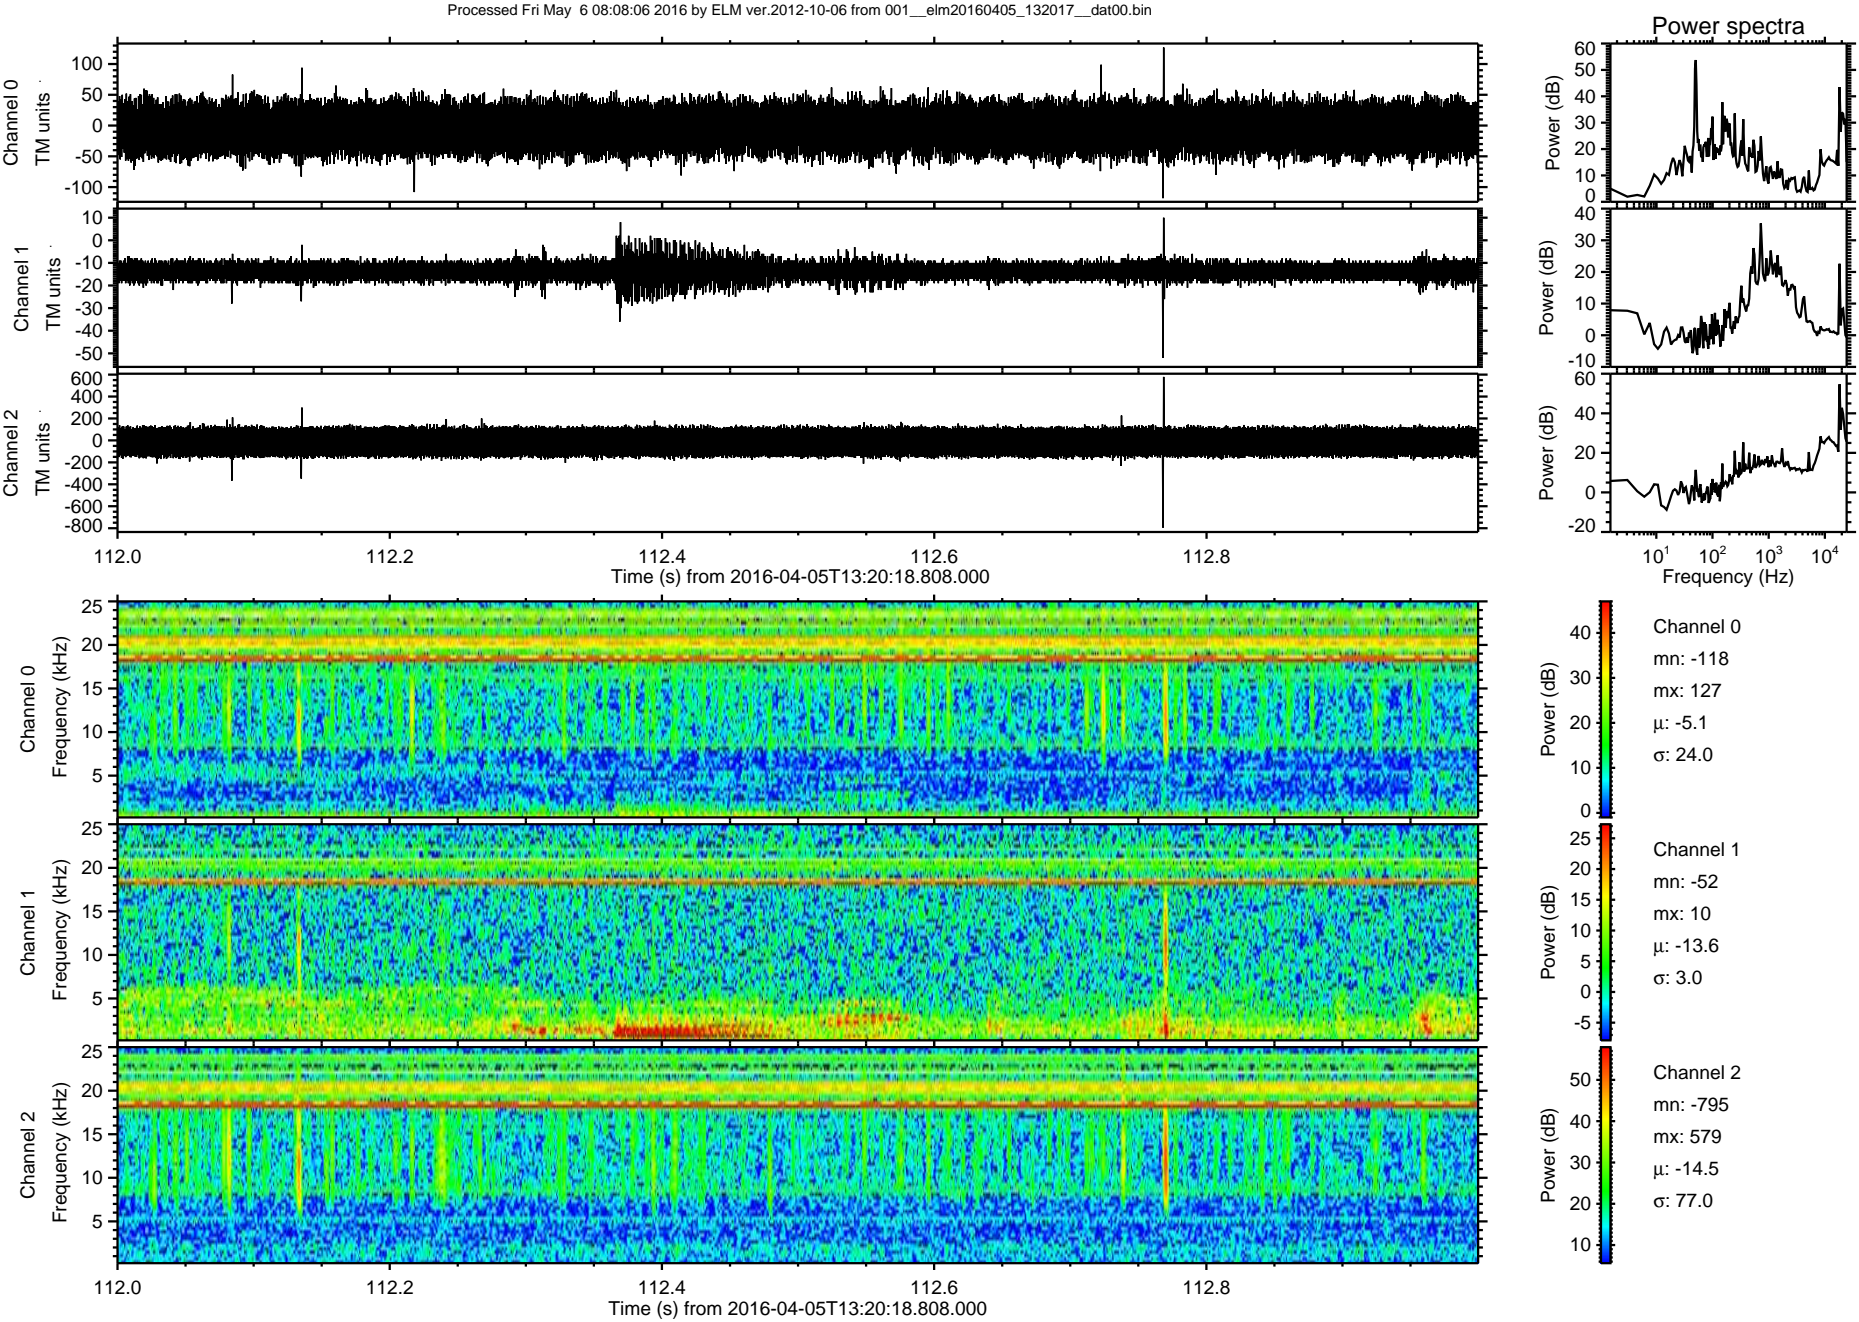 Processed Fri May  6 08:08:06 2016 by ELM ver.2012-10-06 from 001__elm20160405_132017__dat00.bin
Power spectra
Channel 0
TM units
100
50
0
-50
-100
Power (dB)
60
50
40
30
20
10
0
Channel 1
TM units
10
0
-10
-20
-30
-40
-50
Power (dB)
40
30
20
10
0
-10
Channel 2
TM units
600
400
200
0
-200
-400
-600
-800
Power (dB)
60
40
20
0
-20
112.0 112.2 112.4 112.6 112.8
Time (s) from 2016-04-05T13:20:18.808.000
10¹ 10² 10³ 10⁴
Frequency (Hz)
Channel 0
Frequency (kHz)
25
20
15
10
5
Power (dB)
40
30
20
10
0
Channel 0
mn: -118
mx: 127
μ: -5.1
σ: 24.0
Channel 1
Frequency (kHz)
25
20
15
10
5
Power (dB)
25
20
15
10
5
0
-5
Channel 1
mn: -52
mx: 10
μ: -13.6
σ: 3.0
Channel 2
Frequency (kHz)
25
20
15
10
5
Power (dB)
50
40
30
20
10
Channel 2
mn: -795
mx: 579
μ: -14.5
σ: 77.0
112.0 112.2 112.4 112.6 112.8
Time (s) from 2016-04-05T13:20:18.808.000